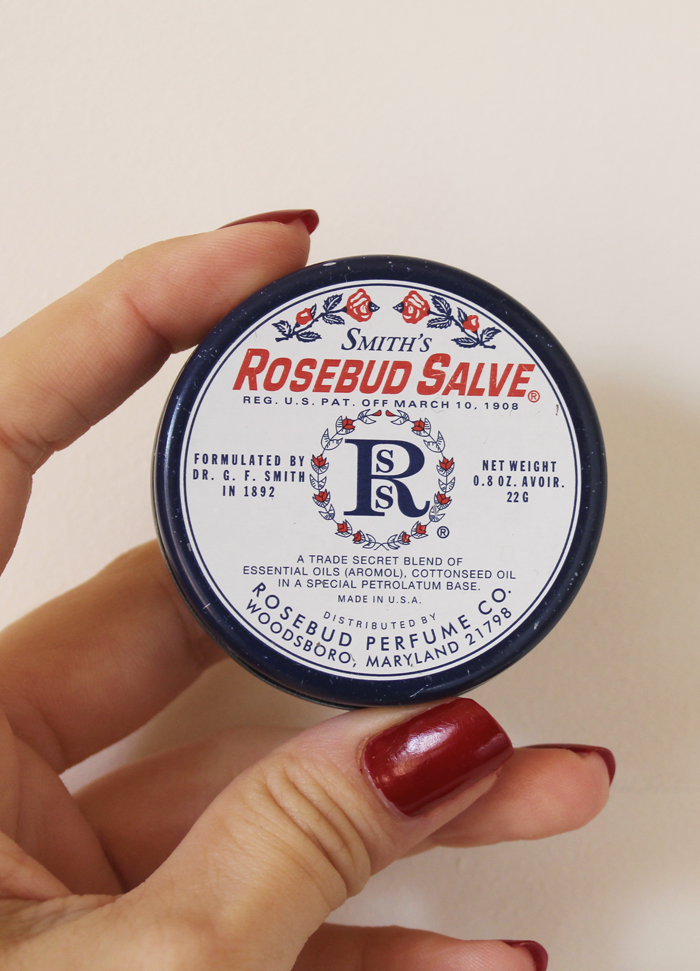 SMITH'S
ROSEBUD SALVE®
REG. U.S. PAT. OFF MARCH 10, 1908
FORMULATED BY
DR. G. F. SMITH
IN 1892
RSS®
NET WEIGHT
0.8 OZ. AVOIR.
22G
A TRADE SECRET BLEND OF
ESSENTIAL OILS (AROMOL), COTTONSEED OIL
IN A SPECIAL PETROLATUM BASE.
MADE IN U.S.A.
DISTRIBUTED BY
ROSEBUD PERFUME CO.
WOODSBORO, MARYLAND 21798